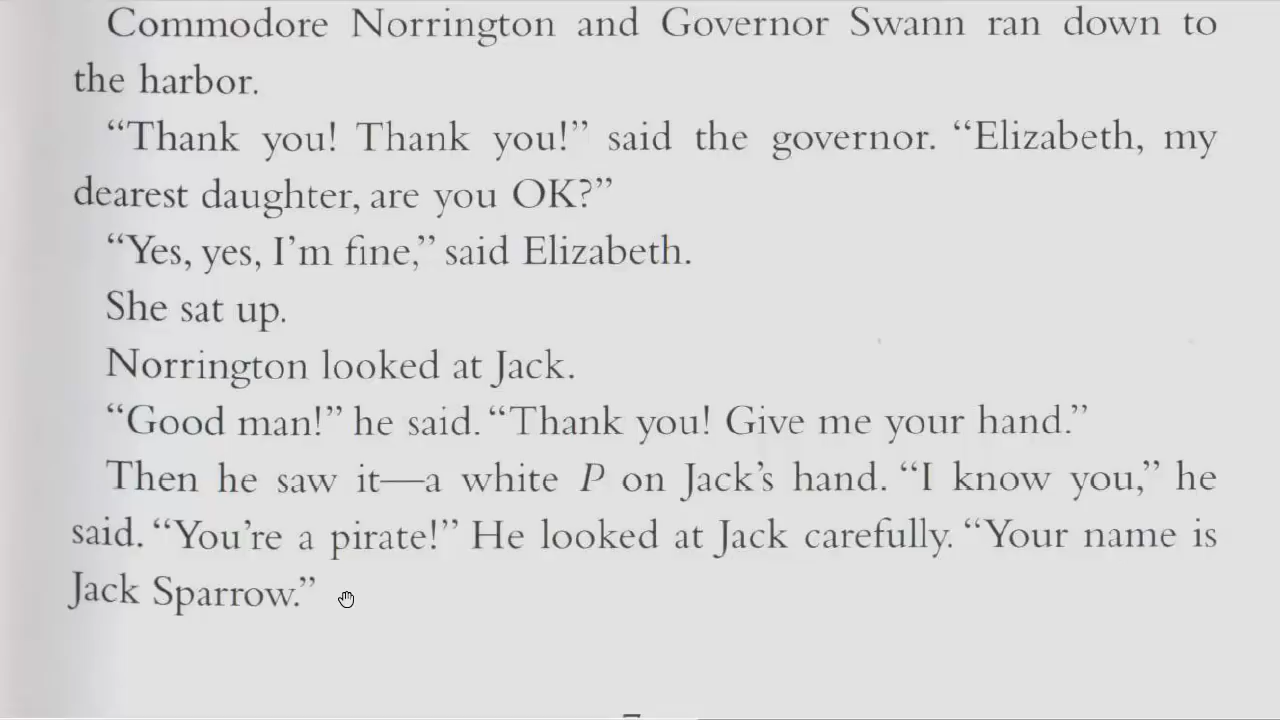 Commodore Norrington and Governor Swann ran down to
the harbor.
“Thank you! Thank you!” said the governor. “Elizabeth, my
dearest daughter, are you OK?”
“Yes, yes, I’m fine,” said Elizabeth.
She sat up.
Norrington looked at Jack.
“Good man!” he said. “Thank you! Give me your hand.”
Then he saw it—a white P on Jack’s hand. “I know you,” he
said. “You’re a pirate!” He looked at Jack carefully. “Your name is
Jack Sparrow.”